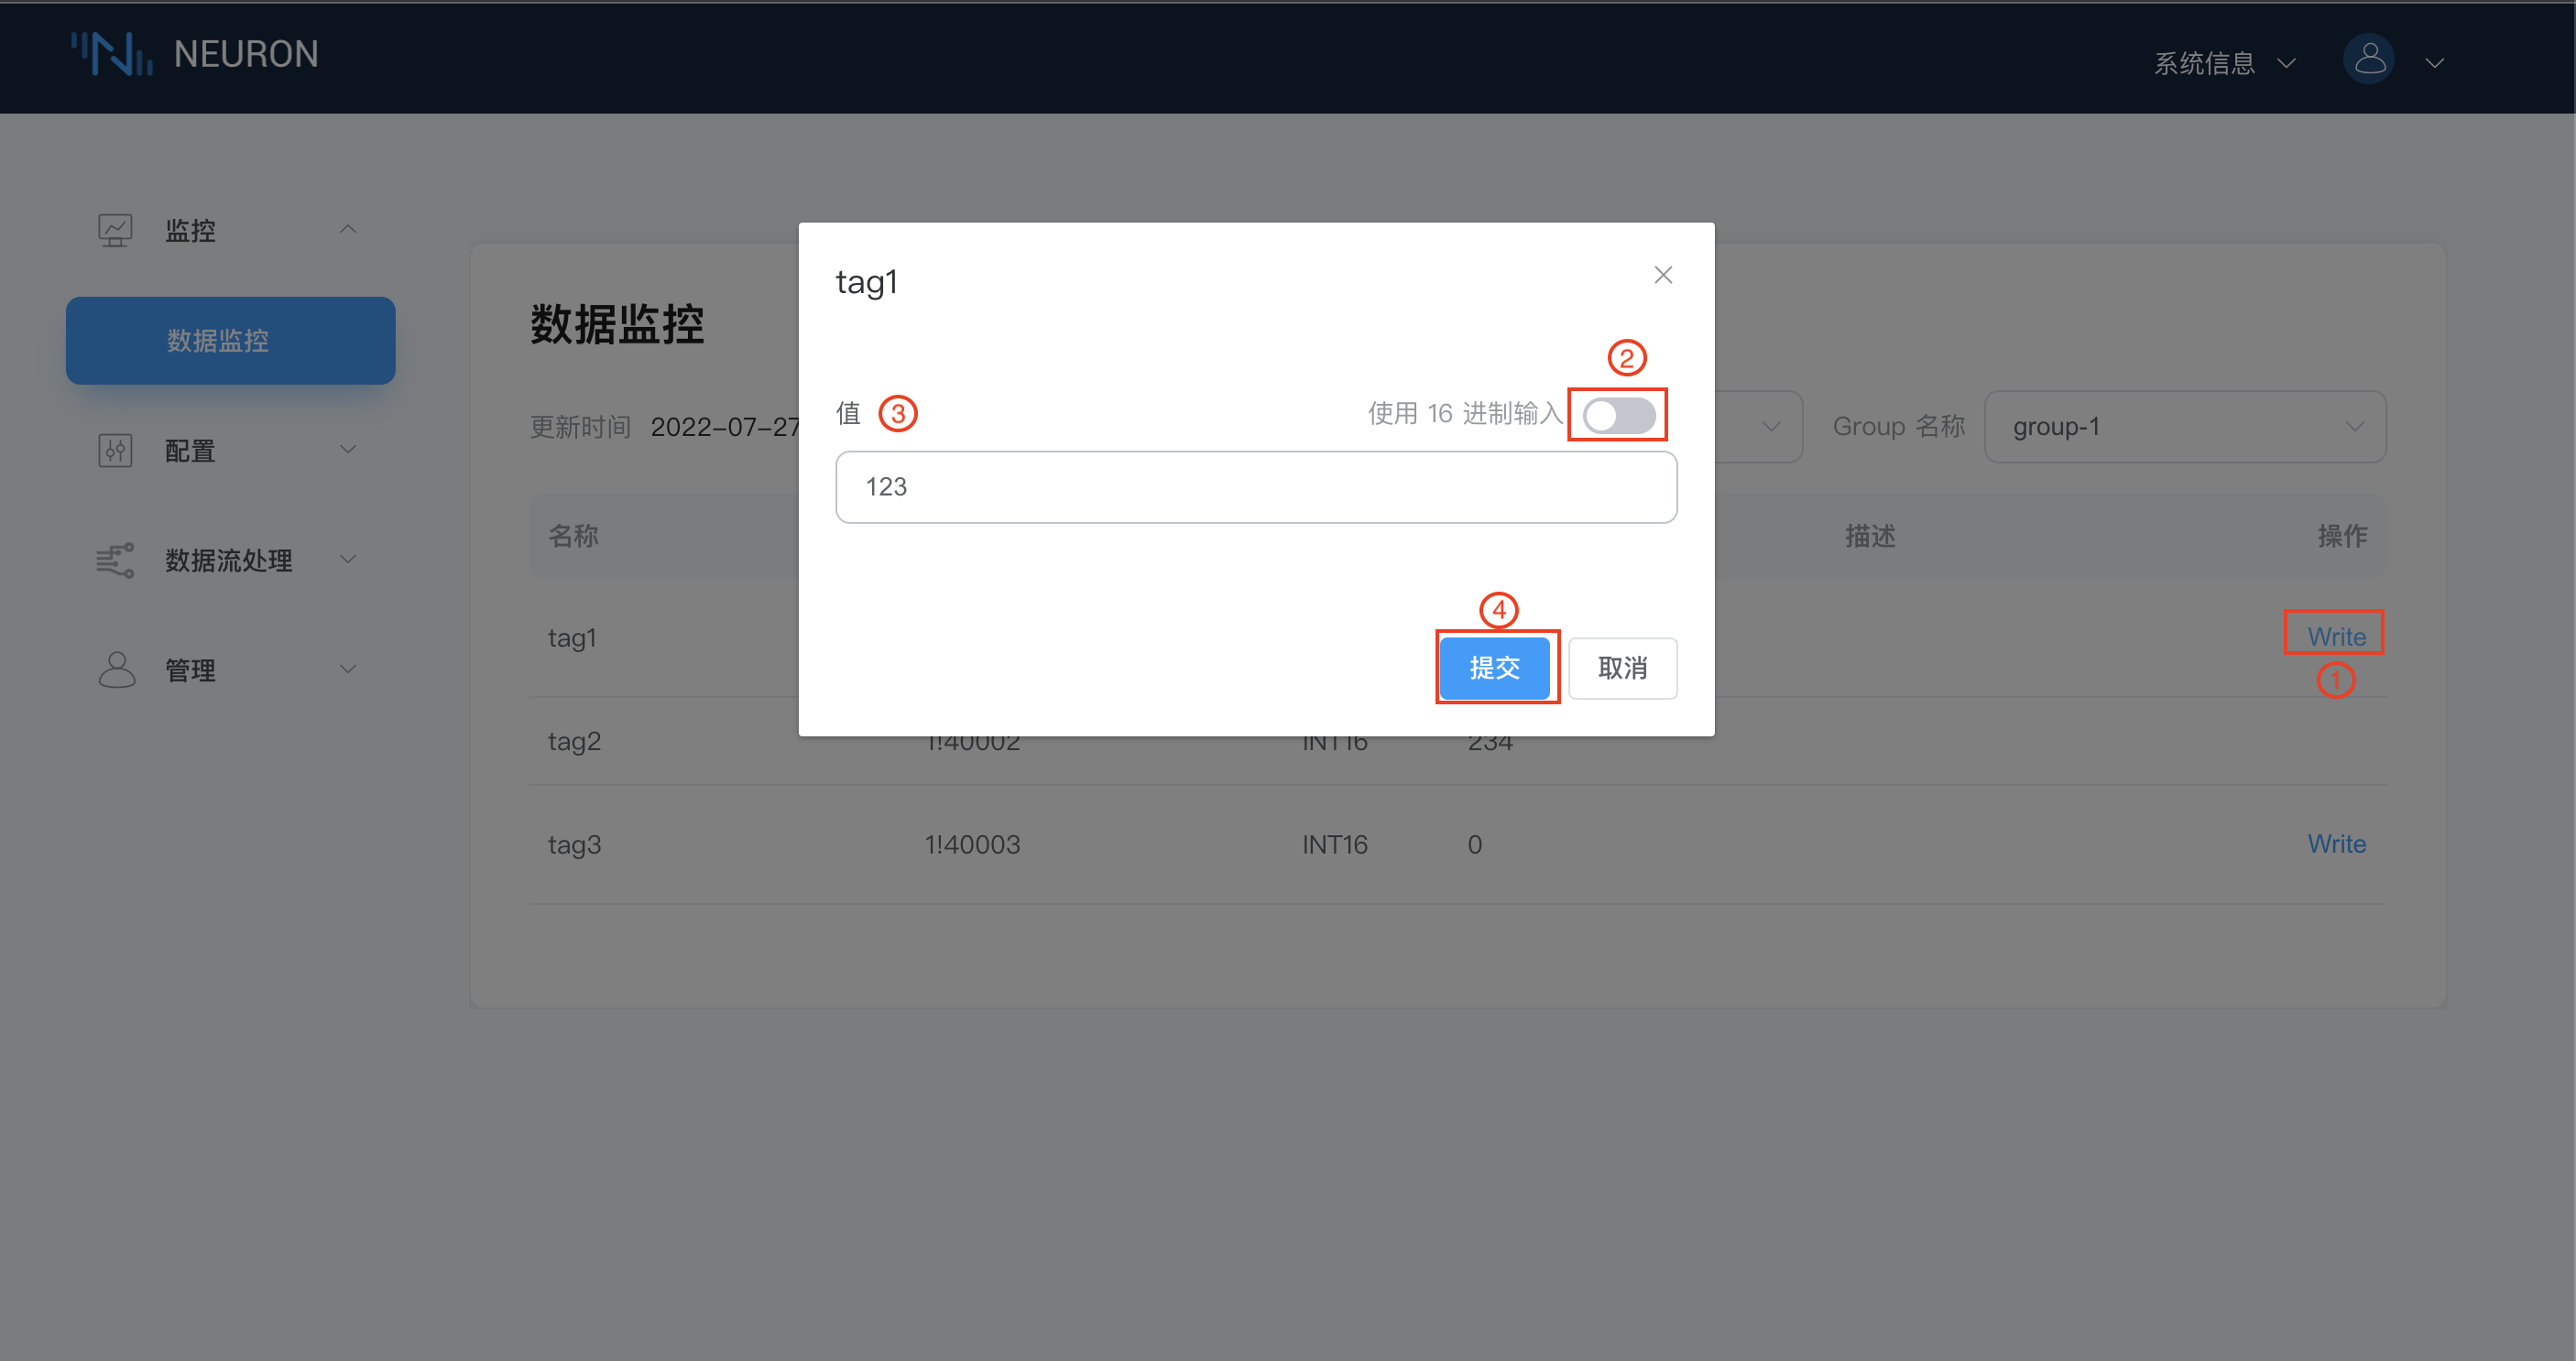 NEURON
系统信息
监控
数据监控
配置
数据流处理
管理
数据监控
更新时间 2022-07-27
Group 名称 group-1
名称 描述 操作
tag1 Write
①
tag2 1!40002 INT16 234
tag3 1!40003 INT16 0 Write
tag1
②
值 ③ 使用 16 进制输入
123
④
提交 取消